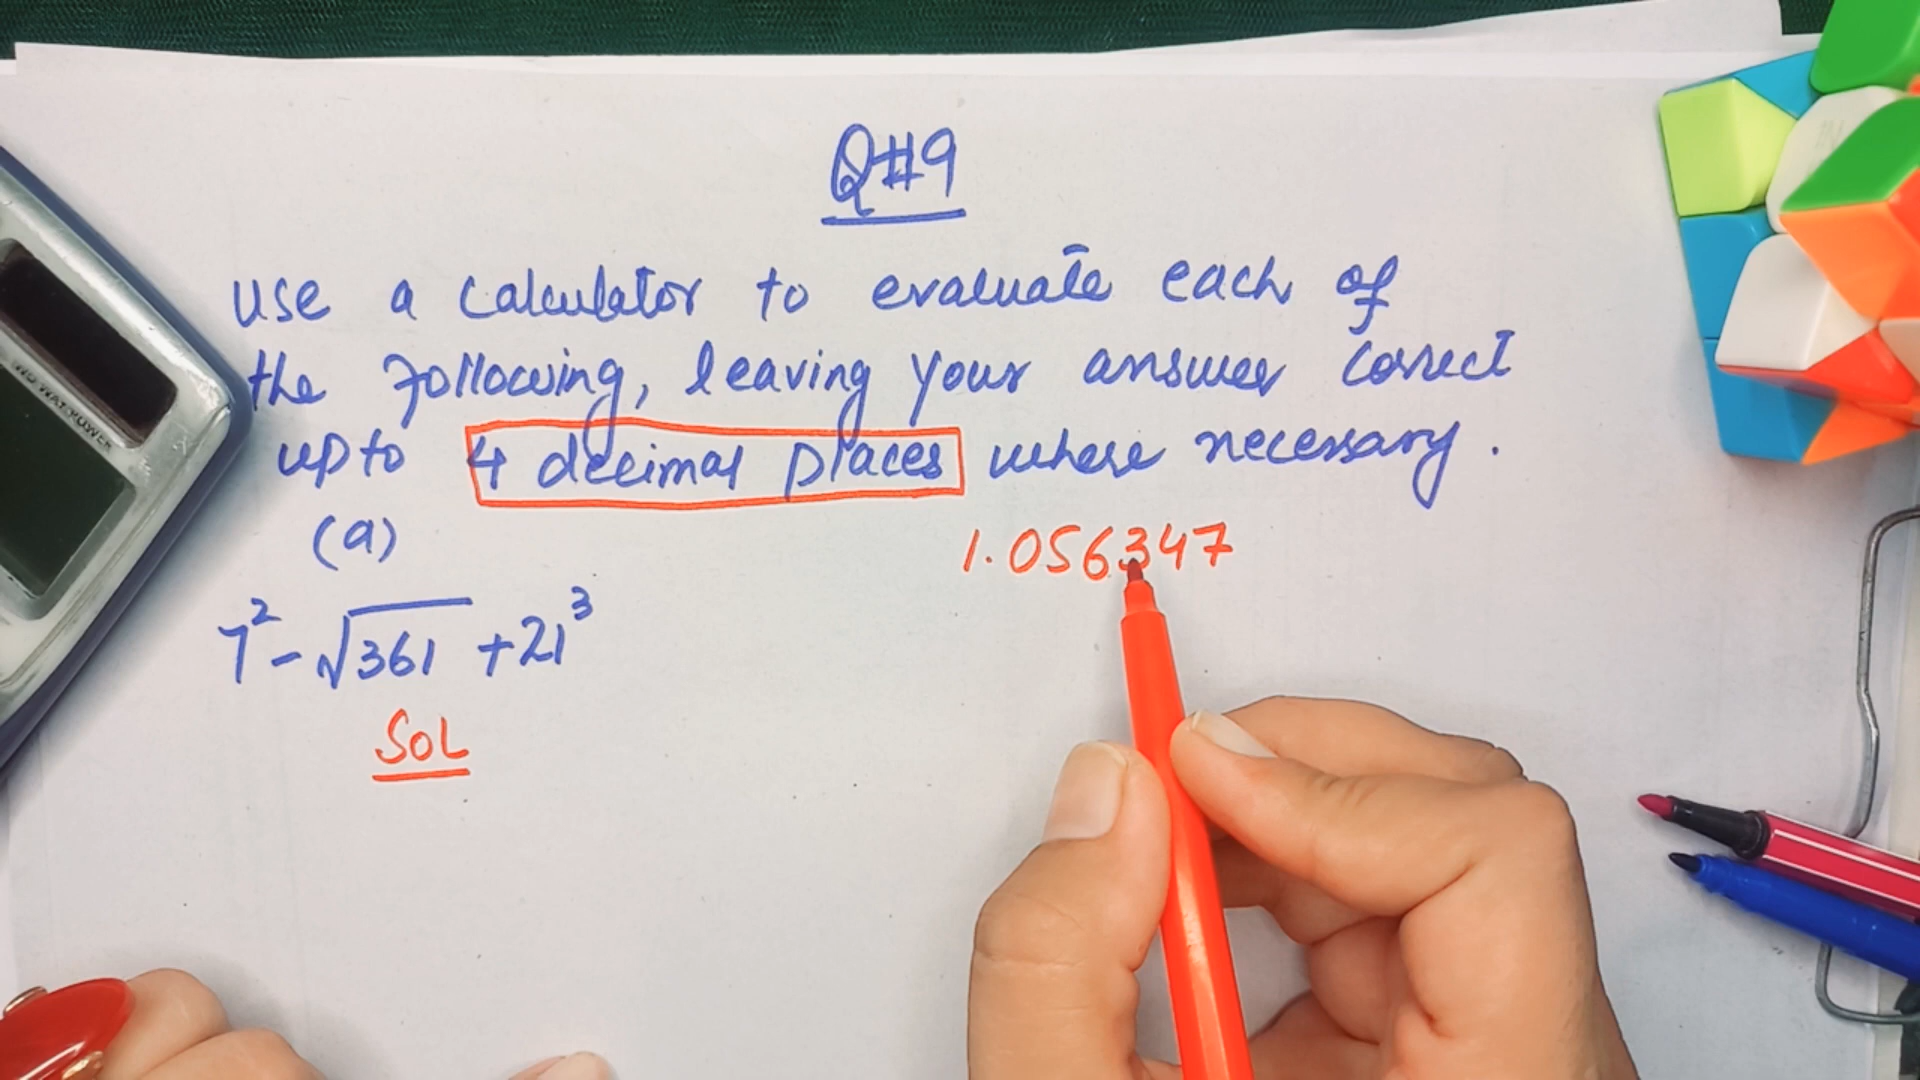 Q#9
Use a calculator to evaluate each of
the following, leaving your answer correct
upto 4 decimal places where necessary.
(a)
1.056347
7² - √361 + 21³
SOL